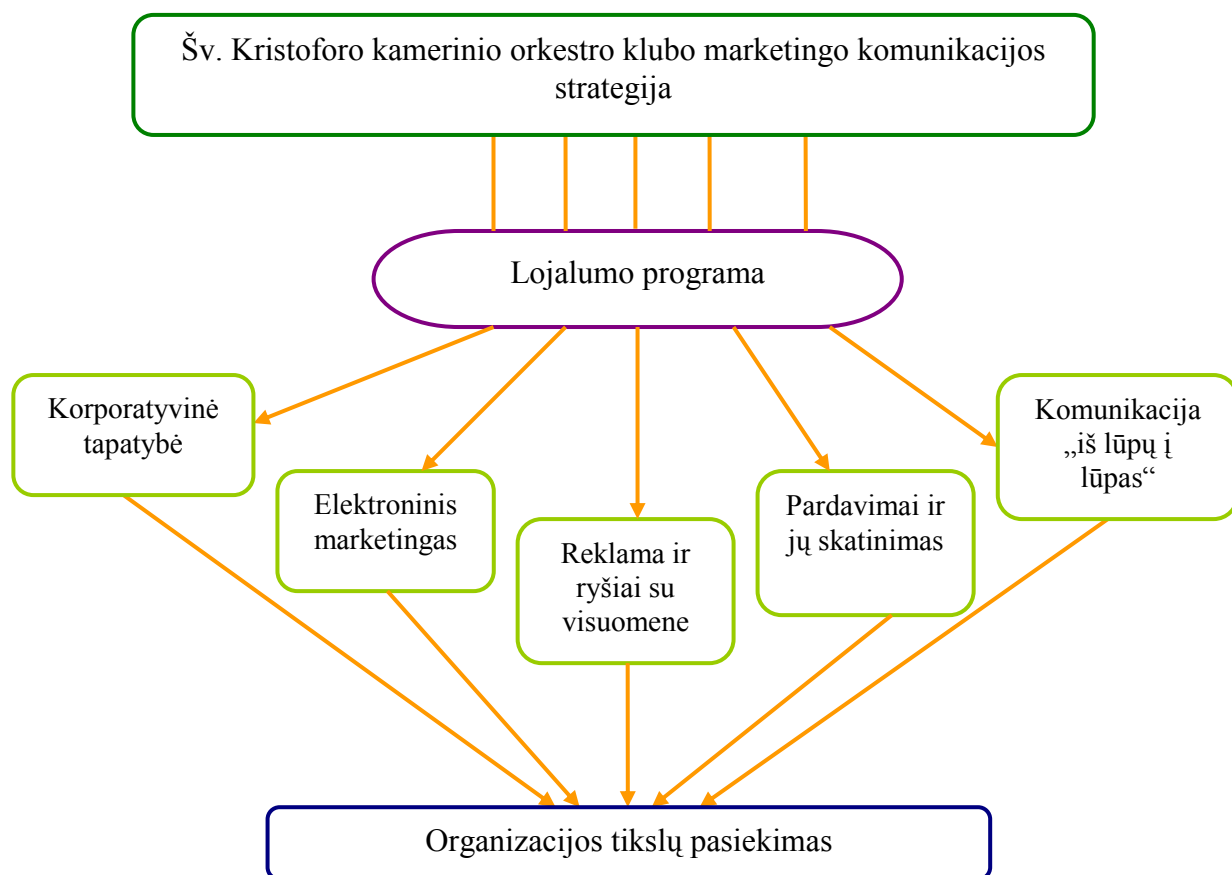 Šv. Kristoforo kamerinio orkestro klubo marketingo komunikacijos
strategija
Lojalumo programa
Korporatyvinė
tapatybė
Elektroninis
marketingas
Reklama ir
ryšiai su
visuomene
Pardavimai ir
jų skatinimas
Komunikacija
„iš lūpų į
lūpas“
Organizacijos tikslų pasiekimas